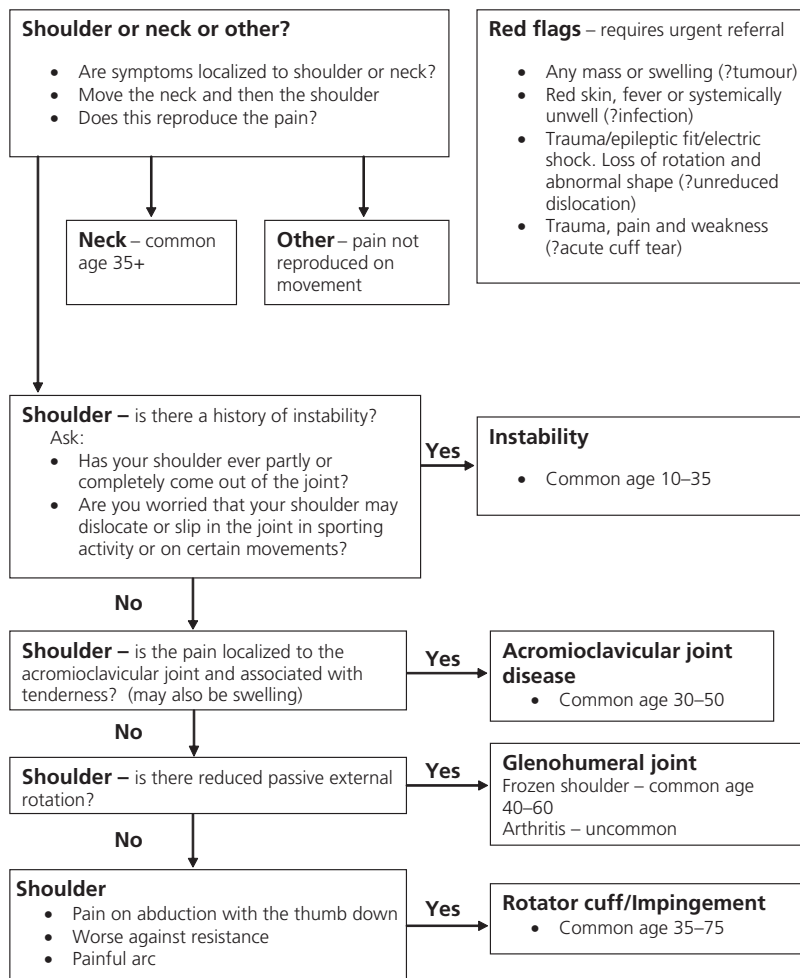 Shoulder or neck or other?
• Are symptoms localized to shoulder or neck?
• Move the neck and then the shoulder
• Does this reproduce the pain?
Red flags – requires urgent referral
• Any mass or swelling (?tumour)
• Red skin, fever or systemically
unwell (?infection)
• Trauma/epileptic fit/electric
shock. Loss of rotation and
abnormal shape (?unreduced
dislocation)
• Trauma, pain and weakness
(?acute cuff tear)
Neck – common
age 35+
Other – pain not
reproduced on
movement
Shoulder – is there a history of instability?
Ask:
• Has your shoulder ever partly or
completely come out of the joint?
• Are you worried that your shoulder may
dislocate or slip in the joint in sporting
activity or on certain movements?
Yes
Instability
• Common age 10–35
No
Shoulder – is the pain localized to the
acromioclavicular joint and associated with
tenderness? (may also be swelling)
Yes
Acromioclavicular joint
disease
• Common age 30–50
No
Shoulder – is there reduced passive external
rotation?
Yes
Glenohumeral joint
Frozen shoulder – common age
40–60
Arthritis – uncommon
No
Shoulder
• Pain on abduction with the thumb down
• Worse against resistance
• Painful arc
Yes
Rotator cuff/Impingement
• Common age 35–75